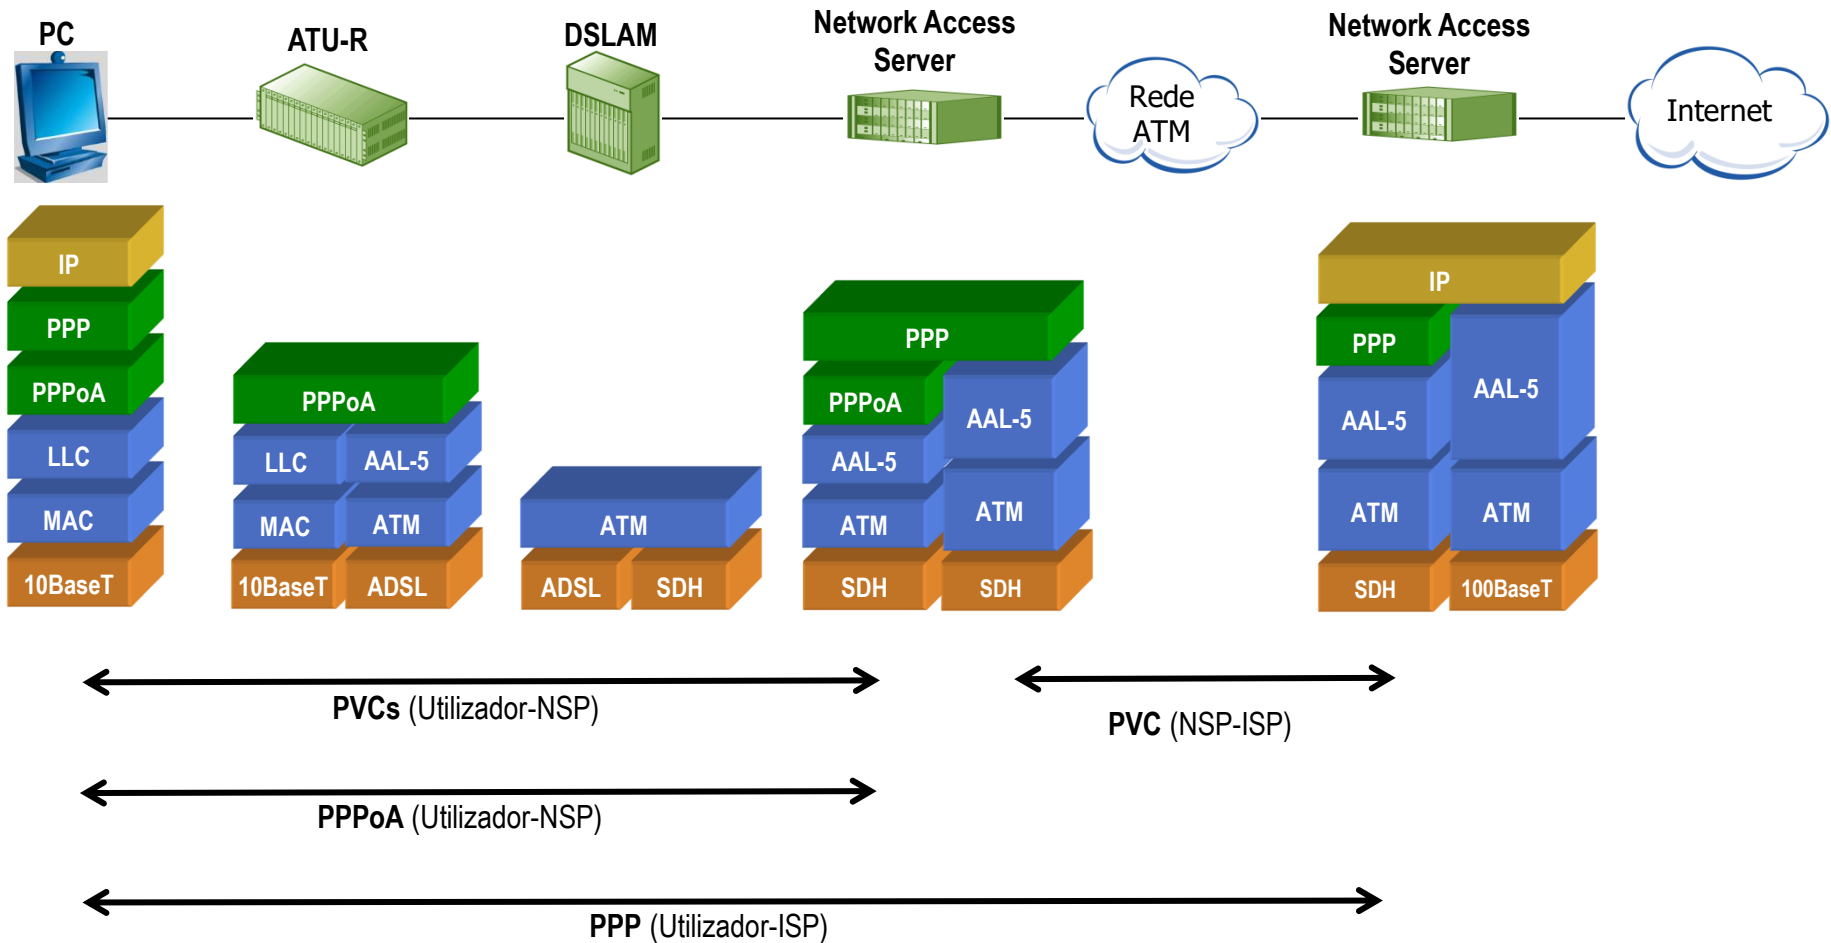 PC
ATU-R
DSLAM
Network Access
Server
Rede
ATM
Network Access
Server
Internet
IP
PPP
PPPoA
LLC
MAC
10BaseT
PPPoA
LLC
AAL-5
MAC
ATM
10BaseT
ADSL
ATM
ADSL
SDH
PPP
PPPoA
AAL-5
AAL-5
ATM
ATM
SDH
SDH
IP
PPP
AAL-5
AAL-5
ATM
ATM
SDH
100BaseT
PVCs (Utilizador-NSP)
PVC (NSP-ISP)
PPPoA (Utilizador-NSP)
PPP (Utilizador-ISP)